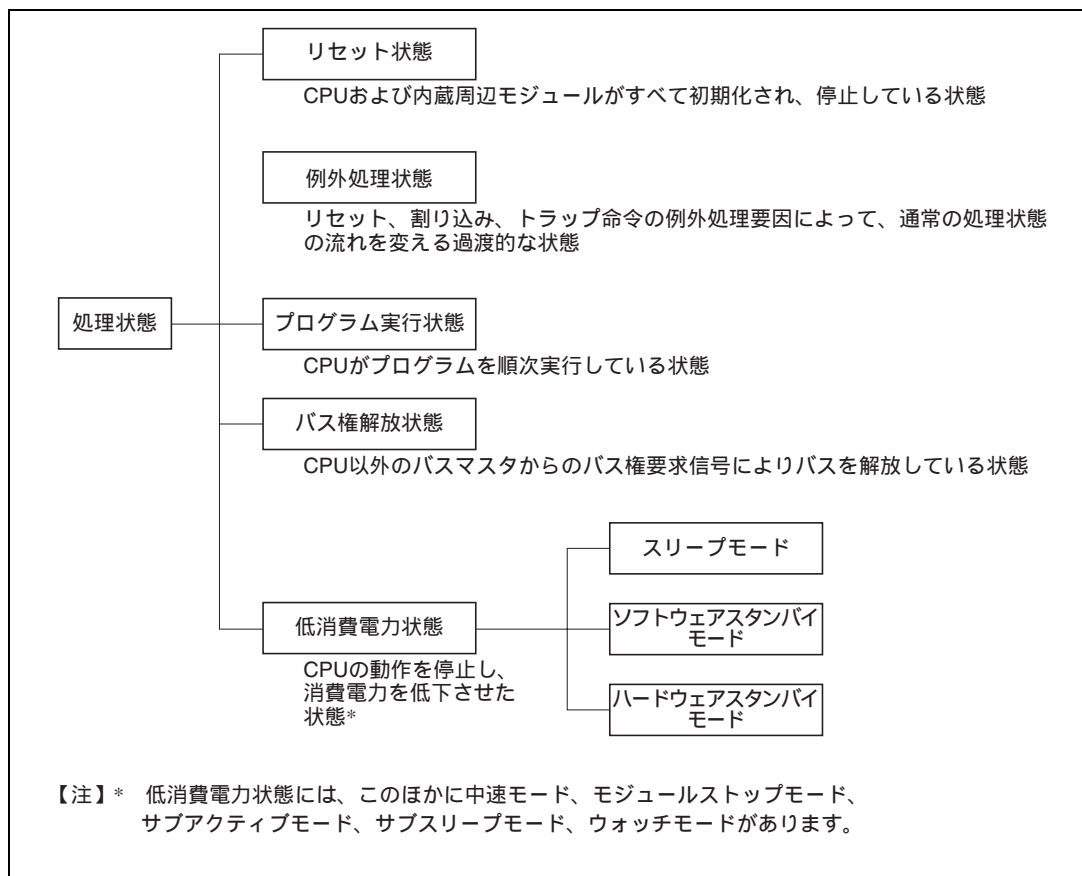 リセット状態
CPUおよび内蔵周辺モジュールがすべて初期化され、停止している状態
例外処理状態
リセット、割り込み、トラップ命令の例外処理要因によって、通常の処理状態
の流れを変える過渡的な状態
処理状態
プログラム実行状態
CPUがプログラムを順次実行している状態
バス権解放状態
CPU以外のバスマスタからのバス権要求信号によりバスを解放している状態
スリープモード
ソフトウェアスタンバイ
モード
低消費電力状態
CPUの動作を停止し、
消費電力を低下させた
状態*
ハードウェアスタンバイ
モード
【注】* 低消費電力状態には、このほかに中速モード、モジュールストップモード、
サブアクティブモード、サブスリープモード、ウォッチモードがあります。